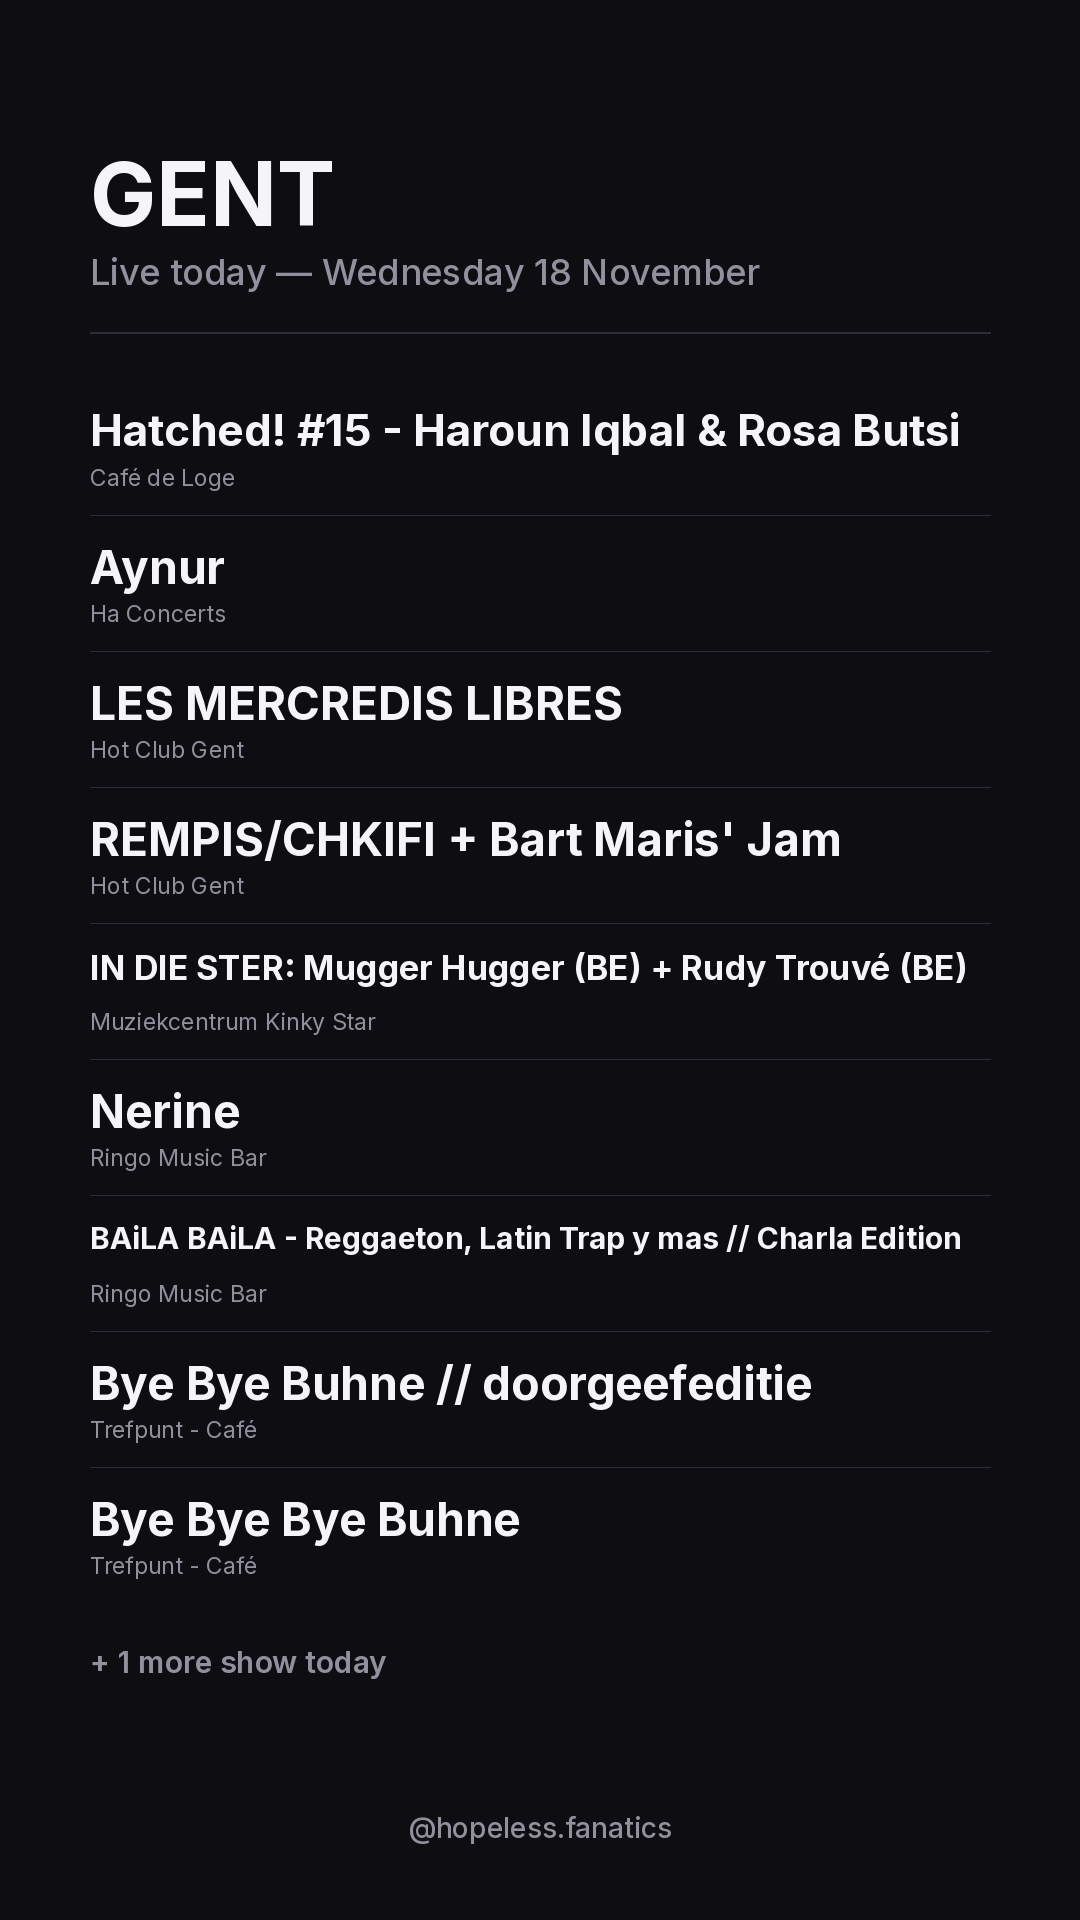 GENT
Live today — Wednesday 18 November
Hatched! #15 - Haroun Iqbal & Rosa Butsi
Café de Loge
Aynur
Ha Concerts
LES MERCREDIS LIBRES
Hot Club Gent
REMPIS/CHKIFI + Bart Maris' Jam
Hot Club Gent
IN DIE STER: Mugger Hugger (BE) + Rudy Trouvé (BE)
Muziekcentrum Kinky Star
Nerine
Ringo Music Bar
BAiLA BAiLA - Reggaeton, Latin Trap y mas // Charla Edition
Ringo Music Bar
Bye Bye Buhne // doorgeefeditie
Trefpunt - Café
Bye Bye Bye Buhne
Trefpunt - Café
+ 1 more show today
@hopeless.fanatics